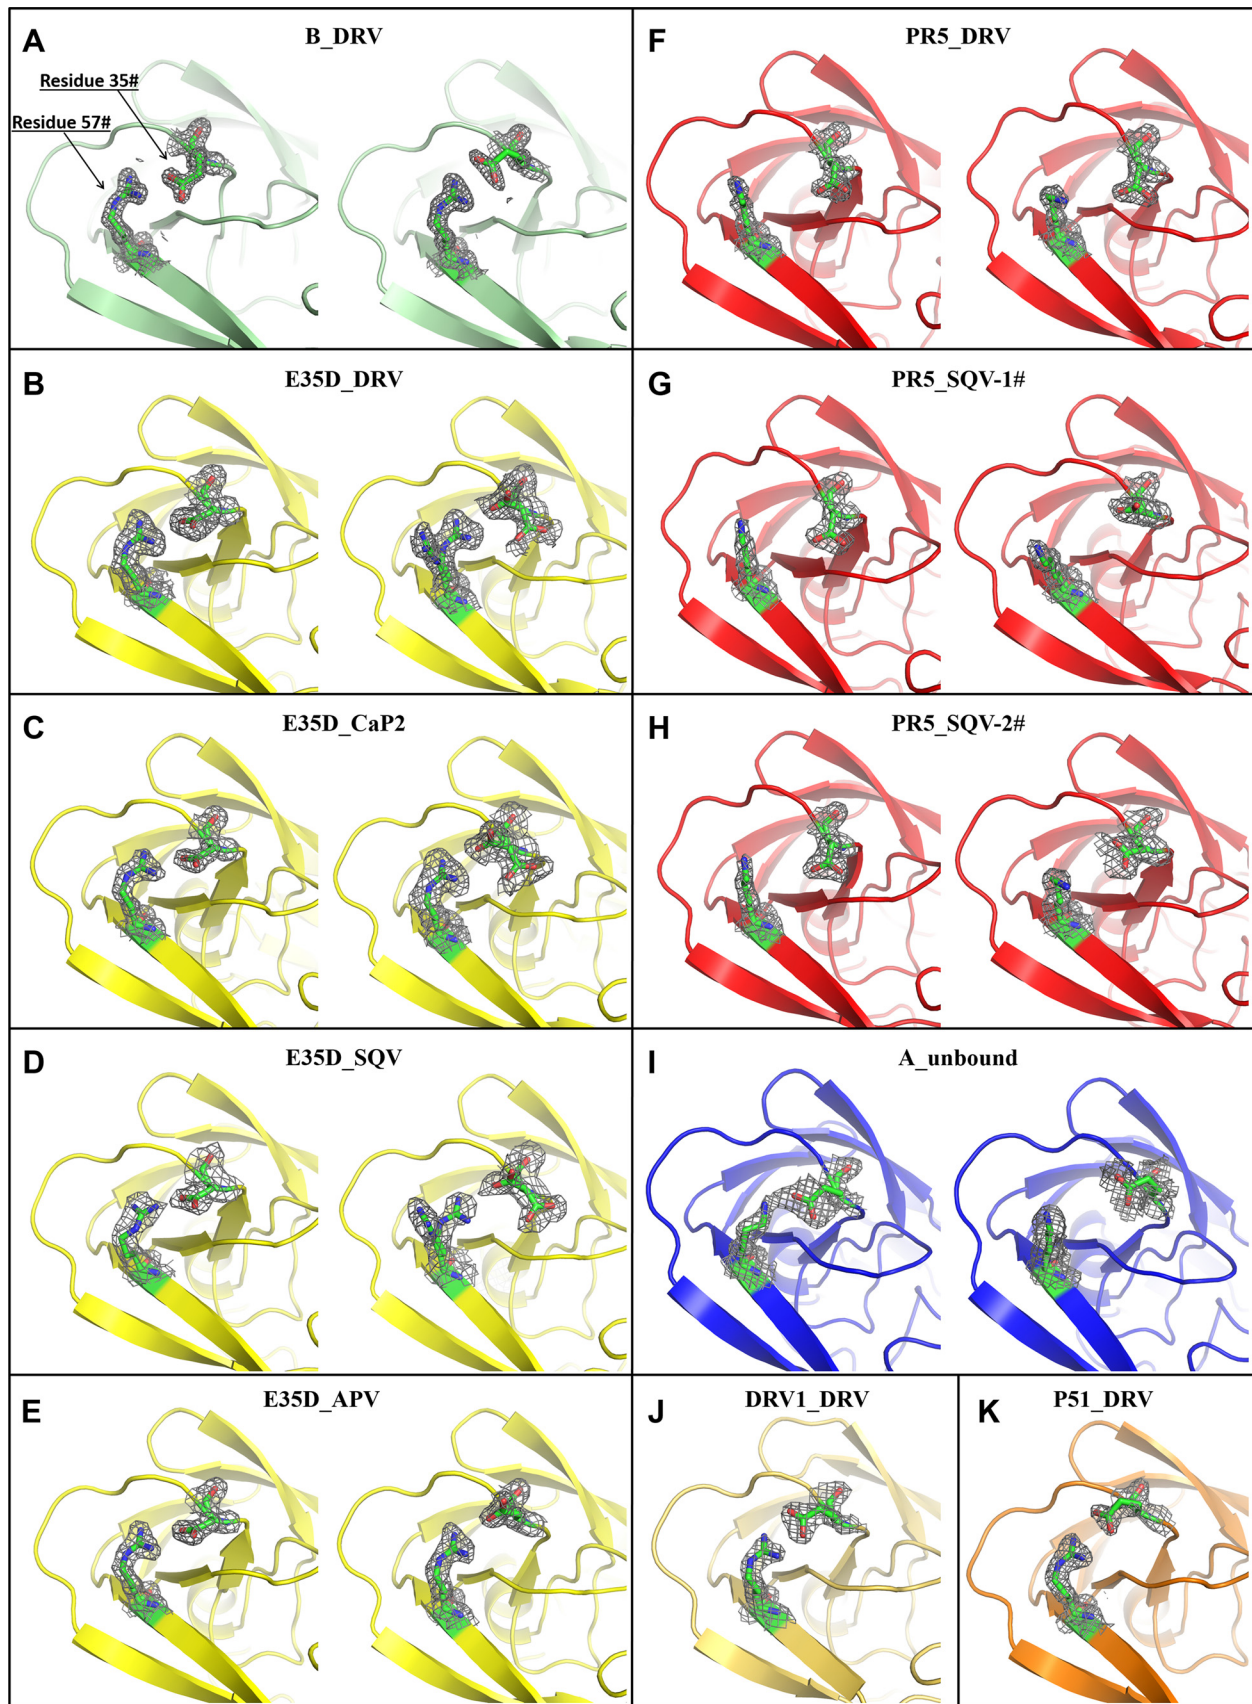 A
B_DRV
Residue 35#
Residue 57#
B
E35D_DRV
C
E35D_CaP2
D
E35D_SQV
E
E35D_APV
F
PR5_DRV
G
PR5_SQV-1#
H
PR5_SQV-2#
I
A_unbound
J
DRV1_DRV
K
P51_DRV